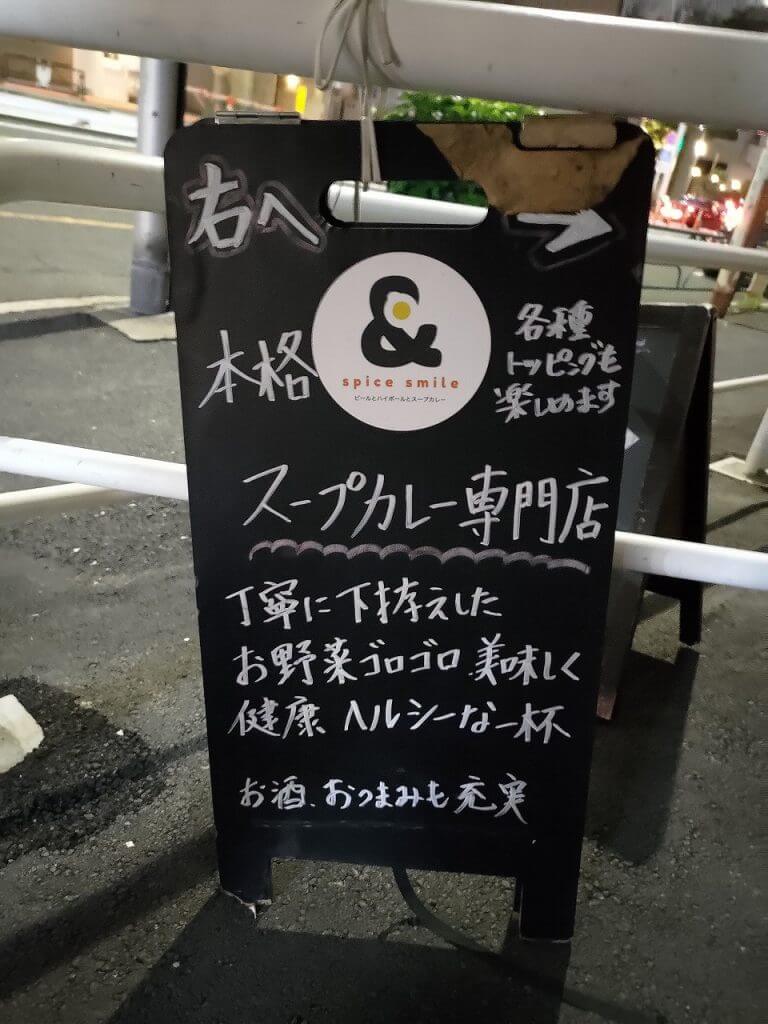 右へ →
&
spice smile
ビールとハイボールとスープカレー
本格
各種
トッピングも
楽しめます
スープカレー専門店
丁寧に下拵えした
お野菜ゴロゴロ 美味しく
健康、ヘルシーな一杯
お酒、おつまみも充実